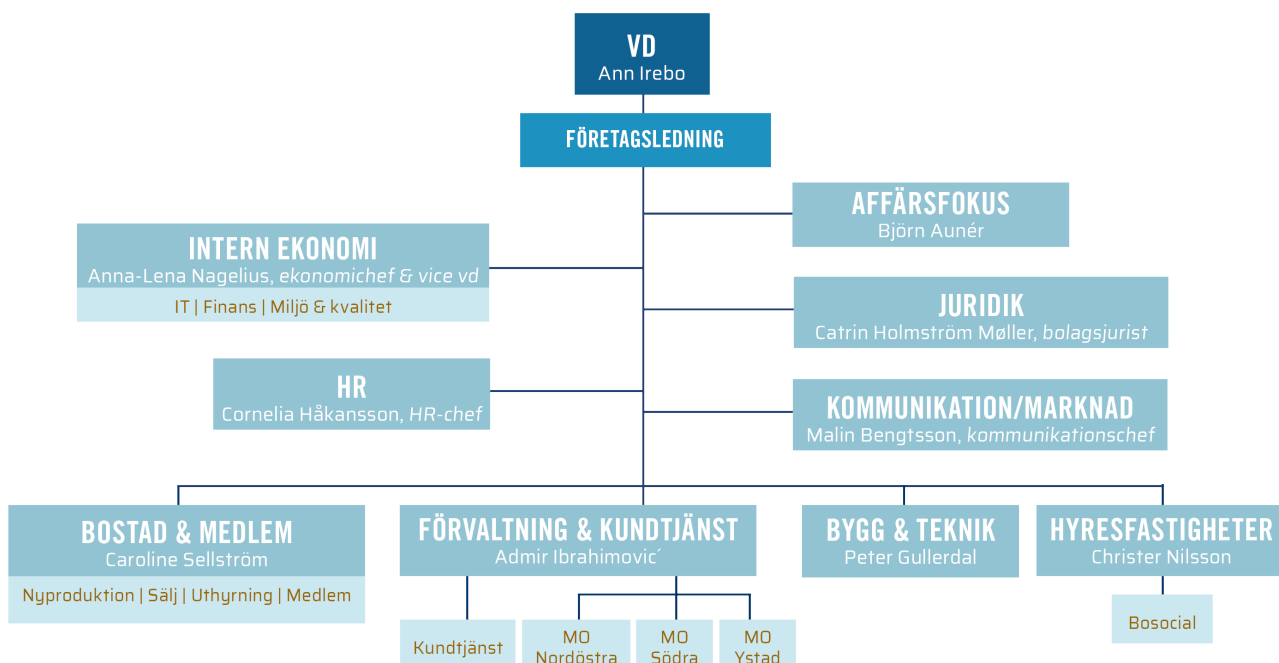 VD
Ann Irebo
FÖRETAGSLEDNING
AFFÄRSFOKUS
Björn Aunér
INTERN EKONOMI
Anna-Lena Nagelius, ekonomichef & vice vd
IT | Finans | Miljö & kvalitet
JURIDIK
Catrin Holmström Møller, bolagsjurist
HR
Cornelia Håkansson, HR-chef
KOMMUNIKATION/MARKNAD
Malin Bengtsson, kommunikationschef
BOSTAD & MEDLEM
Caroline Sellström
Nyproduktion | Sälj | Uthyrning | Medlem
FÖRVALTNING & KUNDTJÄNST
Admir Ibrahimovic´
Kundtjänst
MO
Nordöstra
MO
Södra
MO
Ystad
BYGG & TEKNIK
Peter Gullerdal
HYRESFASTIGHETER
Christer Nilsson
Bosocial